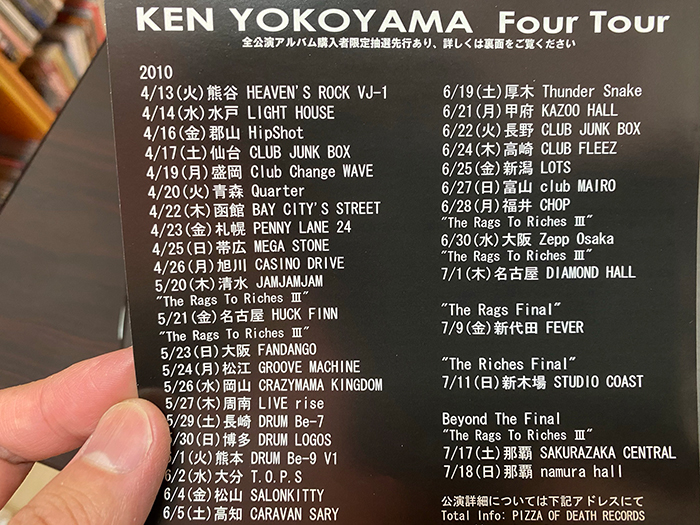 KEN YOKOYAMA Four Tour
全公演アルバム購入者限定抽選先行あり、詳しくは裏面をご覧ください
2010
4/13(火)熊谷 HEAVEN'S ROCK VJ-1
4/14(水)水戸 LIGHT HOUSE
4/16(金)郡山 HipShot
4/17(土)仙台 CLUB JUNK BOX
4/19(月)盛岡 Club Change WAVE
4/20(火)青森 Quarter
4/22(木)函館 BAY CITY'S STREET
4/23(金)札幌 PENNY LANE 24
4/25(日)帯広 MEGA STONE
4/26(月)旭川 CASINO DRIVE
5/20(木)清水 JAMJAMJAM
"The Rags To Riches Ⅲ"
5/21(金)名古屋 HUCK FINN
"The Rags To Riches Ⅲ"
5/23(日)大阪 FANDANGO
5/24(月)松江 GROOVE MACHINE
5/26(水)岡山 CRAZYMAMA KINGDOM
5/27(木)周南 LIVE rise
5/29(土)長崎 DRUM Be-7
/30(日)博多 DRUM LOGOS
/1(火)熊本 DRUM Be-9 V1
6/2(水)大分 T.O.P.S
6/4(金)松山 SALONKITTY
6/5(土)高知 CARAVAN SARY
6/19(土)厚木 Thunder Snake
6/21(月)甲府 KAZOO HALL
6/22(火)長野 CLUB JUNK BOX
6/24(木)高崎 CLUB FLEEZ
6/25(金)新潟 LOTS
6/27(日)富山 club MAIRO
6/28(月)福井 CHOP
"The Rags To Riches Ⅲ"
6/30(水)大阪 Zepp Osaka
"The Rags To Riches Ⅲ"
7/1(木)名古屋 DIAMOND HALL
"The Rags Final"
7/9(金)新代田 FEVER
"The Riches Final"
7/11(日)新木場 STUDIO COAST
Beyond The Final
"The Rags To Riches Ⅲ"
7/17(土)那覇 SAKURAZAKA CENTRAL
7/18(日)那覇 namura hall
公演詳細については下記アドレスにて
Total Info: PIZZA OF DEATH RECORDS